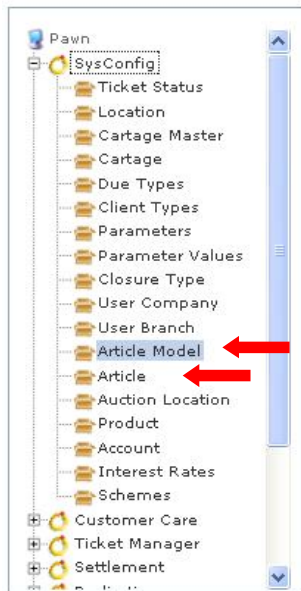 Pawn
SysConfig
Ticket Status
Location
Cartage Master
Cartage
Due Types
Client Types
Parameters
Parameter Values
Closure Type
User Company
User Branch
Article Model
Article
Auction Location
Product
Account
Interest Rates
Schemes
Customer Care
Ticket Manager
Settlement